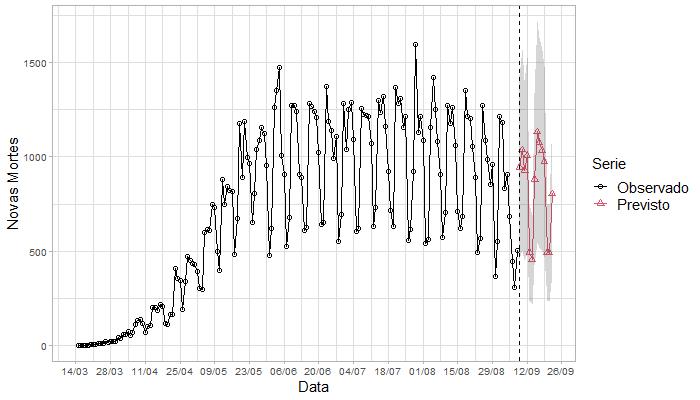 Novas Mortes
1500
1000
500
0
14/03 28/03 11/04 25/04 09/05 23/05 06/06 20/06 04/07 18/07 01/08 15/08 29/08 12/09 26/09
Data
Serie
Observado
Previsto